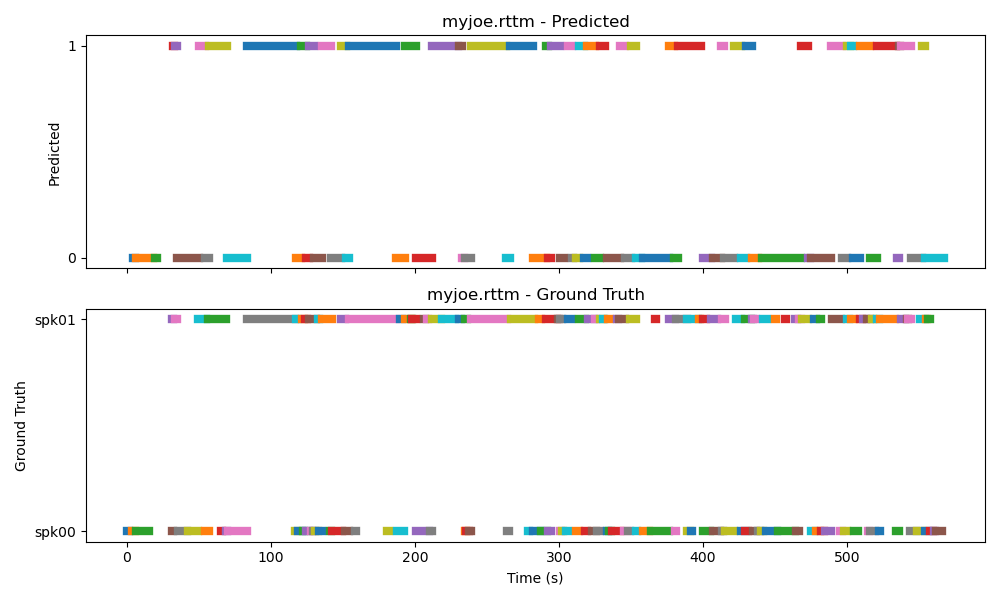 myjoe.rttm - Predicted
1
Predicted
0
myjoe.rttm - Ground Truth
spk01
Ground Truth
spk00
0
100
200
300
400
500
Time (s)